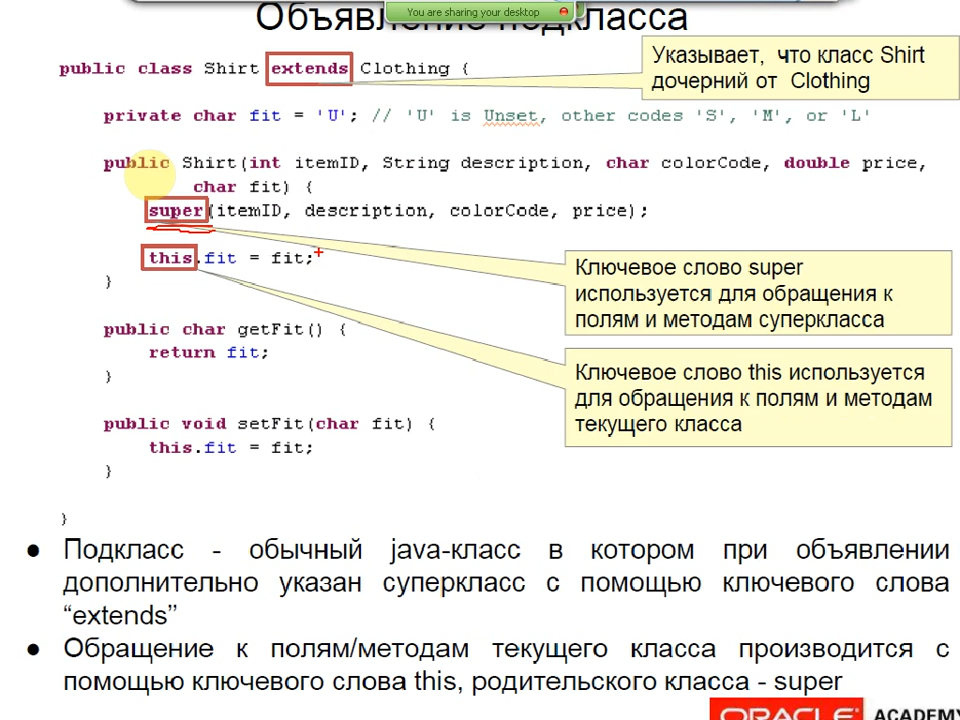 You are sharing your desktop
Объявление подкласса
public class Shirt extends Clothing {
Указывает, что класс Shirt
дочерний от Clothing
private char fit = 'U'; // 'U' is Unset, other codes 'S', 'M', or 'L'
public Shirt(int itemID, String description, char colorCode, double price,
char fit) {
super(itemID, description, colorCode, price);
this.fit = fit;
}
Ключевое слово super
используется для обращения к
полям и методам суперкласса
public char getFit() {
return fit;
}
Ключевое слово this используется
для обращения к полям и методам
текущего класса
public void setFit(char fit) {
this.fit = fit;
}
}
● Подкласс - обычный java-класс в котором при объявлении
дополнительно указан суперкласс с помощью ключевого слова
“extends”
● Обращение к полям/методам текущего класса производится с
помощью ключевого слова this, родительского класса - super
ORACLE ACADEMY